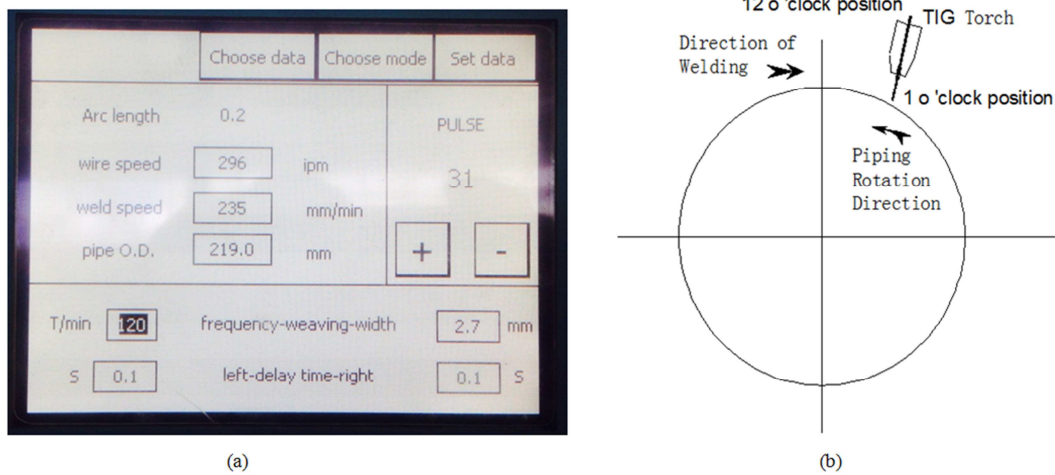 Choose data Choose mode Set data
Arc length 0.2
PULSE
wire speed 296 ipm
31
weld speed 235 mm/min
pipe O.D. 219.0 mm
+ -
T/min 120 frequency-weaving-width 2.7 mm
S 0.1 left-delay time-right 0.1 S
(a)
12 o 'clock position
TIG Torch
Direction of
Welding
1 o 'clock position
Piping
Rotation
Direction
(b)